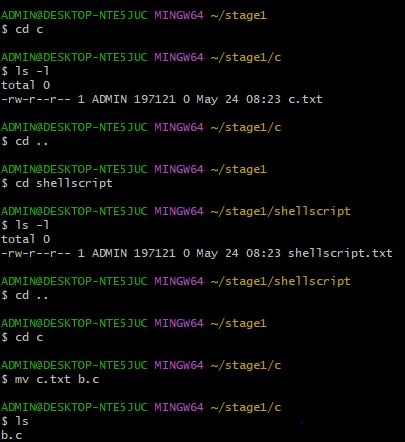 ADMIN@DESKTOP-NTE5JUC MINGW64 ~/stage1
$ cd c
ADMIN@DESKTOP-NTE5JUC MINGW64 ~/stage1/c
$ ls -l
total 0
-rw-r--r-- 1 ADMIN 197121 0 May 24 08:23 c.txt
ADMIN@DESKTOP-NTE5JUC MINGW64 ~/stage1/c
$ cd ..
ADMIN@DESKTOP-NTE5JUC MINGW64 ~/stage1
$ cd shellscript
ADMIN@DESKTOP-NTE5JUC MINGW64 ~/stage1/shellscript
$ ls -l
total 0
-rw-r--r-- 1 ADMIN 197121 0 May 24 08:23 shellscript.txt
ADMIN@DESKTOP-NTE5JUC MINGW64 ~/stage1/shellscript
$ cd ..
ADMIN@DESKTOP-NTE5JUC MINGW64 ~/stage1
$ cd c
ADMIN@DESKTOP-NTE5JUC MINGW64 ~/stage1/c
$ mv c.txt b.c
ADMIN@DESKTOP-NTE5JUC MINGW64 ~/stage1/c
$ ls
b.c